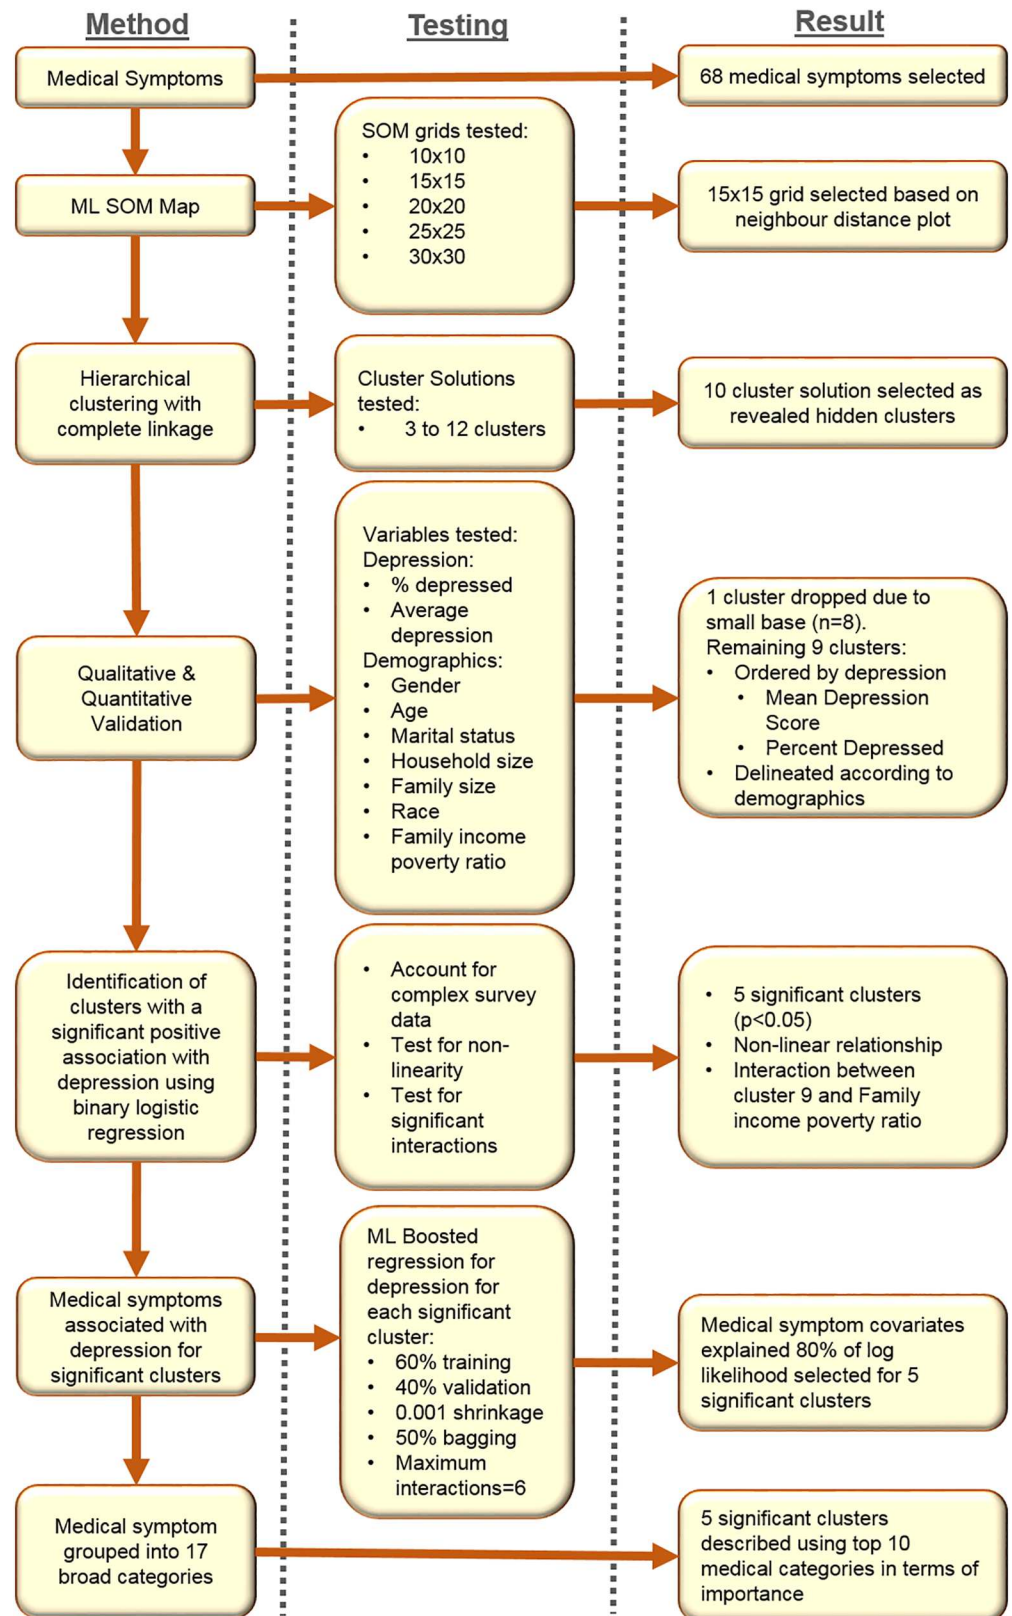 Method
Testing
Result
Medical Symptoms
68 medical symptoms selected
ML SOM Map
SOM grids tested:
• 10x10
• 15x15
• 20x20
• 25x25
• 30x30
15x15 grid selected based on
neighbour distance plot
Hierarchical
clustering with
complete linkage
Cluster Solutions
tested:
• 3 to 12 clusters
10 cluster solution selected as
revealed hidden clusters
Qualitative &
Quantitative
Validation
Variables tested:
Depression:
• % depressed
• Average
depression
Demographics:
• Gender
• Age
• Marital status
• Household size
• Family size
• Race
• Family income
poverty ratio
1 cluster dropped due to
small base (n=8).
Remaining 9 clusters:
• Ordered by depression
• Mean Depression
Score
• Percent Depressed
• Delineated according to
demographics
Identification of
clusters with a
significant positive
association with
depression using
binary logistic
regression
• Account for
complex survey
data
• Test for non-
linearity
• Test for
significant
interactions
• 5 significant clusters
(p<0.05)
• Non-linear relationship
• Interaction between
cluster 9 and Family
income poverty ratio
Medical symptoms
associated with
depression for
significant clusters
ML Boosted
regression for
depression for
each significant
cluster:
• 60% training
• 40% validation
• 0.001 shrinkage
• 50% bagging
• Maximum
interactions=6
Medical symptom covariates
explained 80% of log
likelihood selected for 5
significant clusters
Medical symptom
grouped into 17
broad categories
5 significant clusters
described using top 10
medical categories in terms of
importance